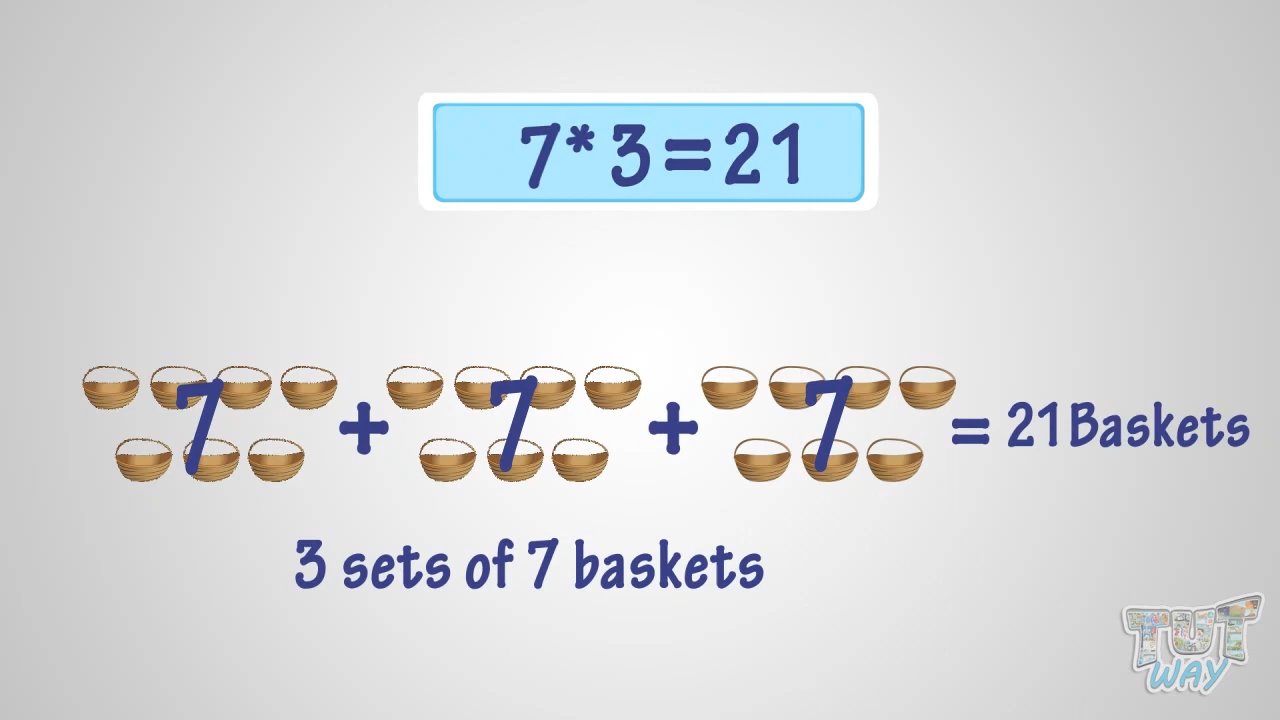 7*3=21
7 + 7 + 7 = 21Baskets
3 sets of 7 baskets
TUT
WAY